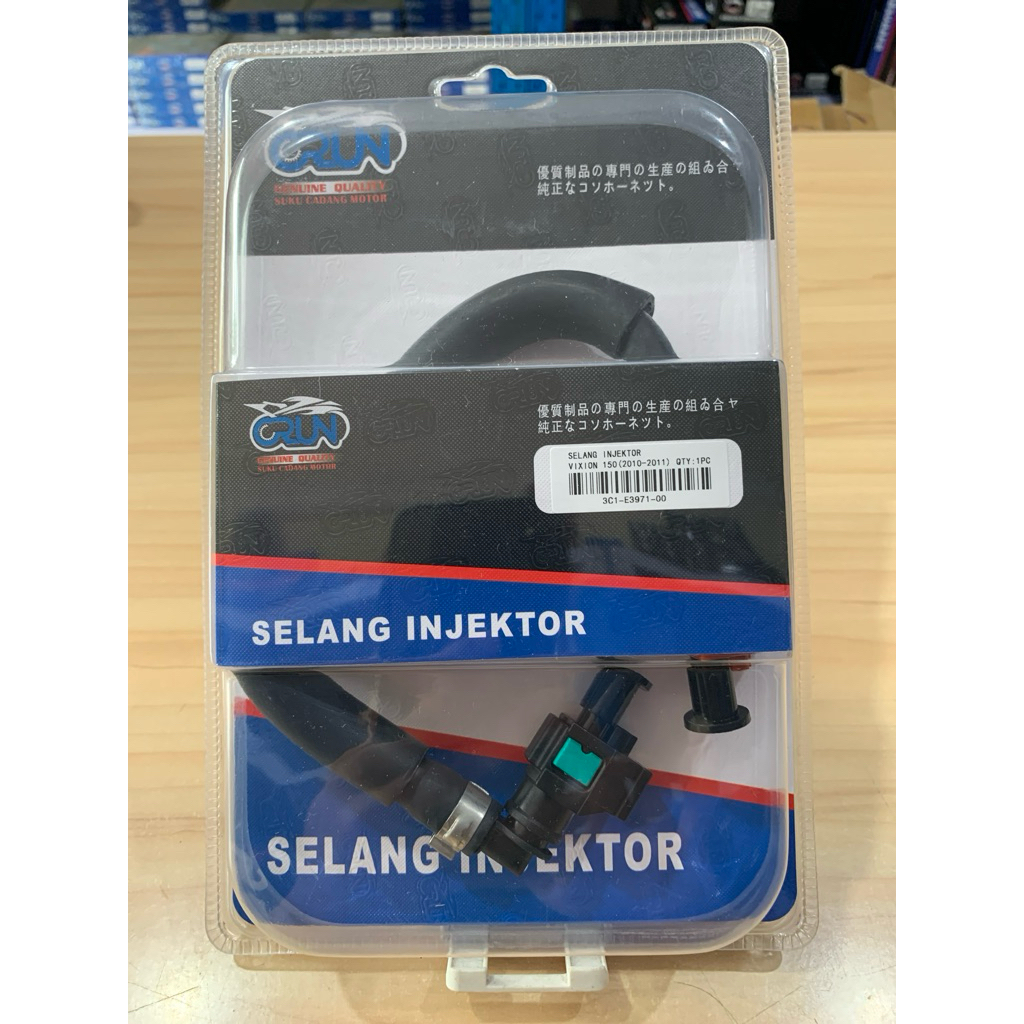 CRUN
GENUINE QUALITY
SUKU CADANG MOTOR
優質制品の専門の生産の組ゐ合ヤ
純正なコソホーネツト。
CRUN
GENUINE QUALITY
SUKU CADANG MOTOR
優質制品の専門の生産の組ゐ合ヤ
純正なコソホーネツト。
SELANG INJEKTOR
VIXION 150(2010-2011) QTY:1PC
3C1-E3971-00
SELANG INJEKTOR
SELANG INJEKTOR